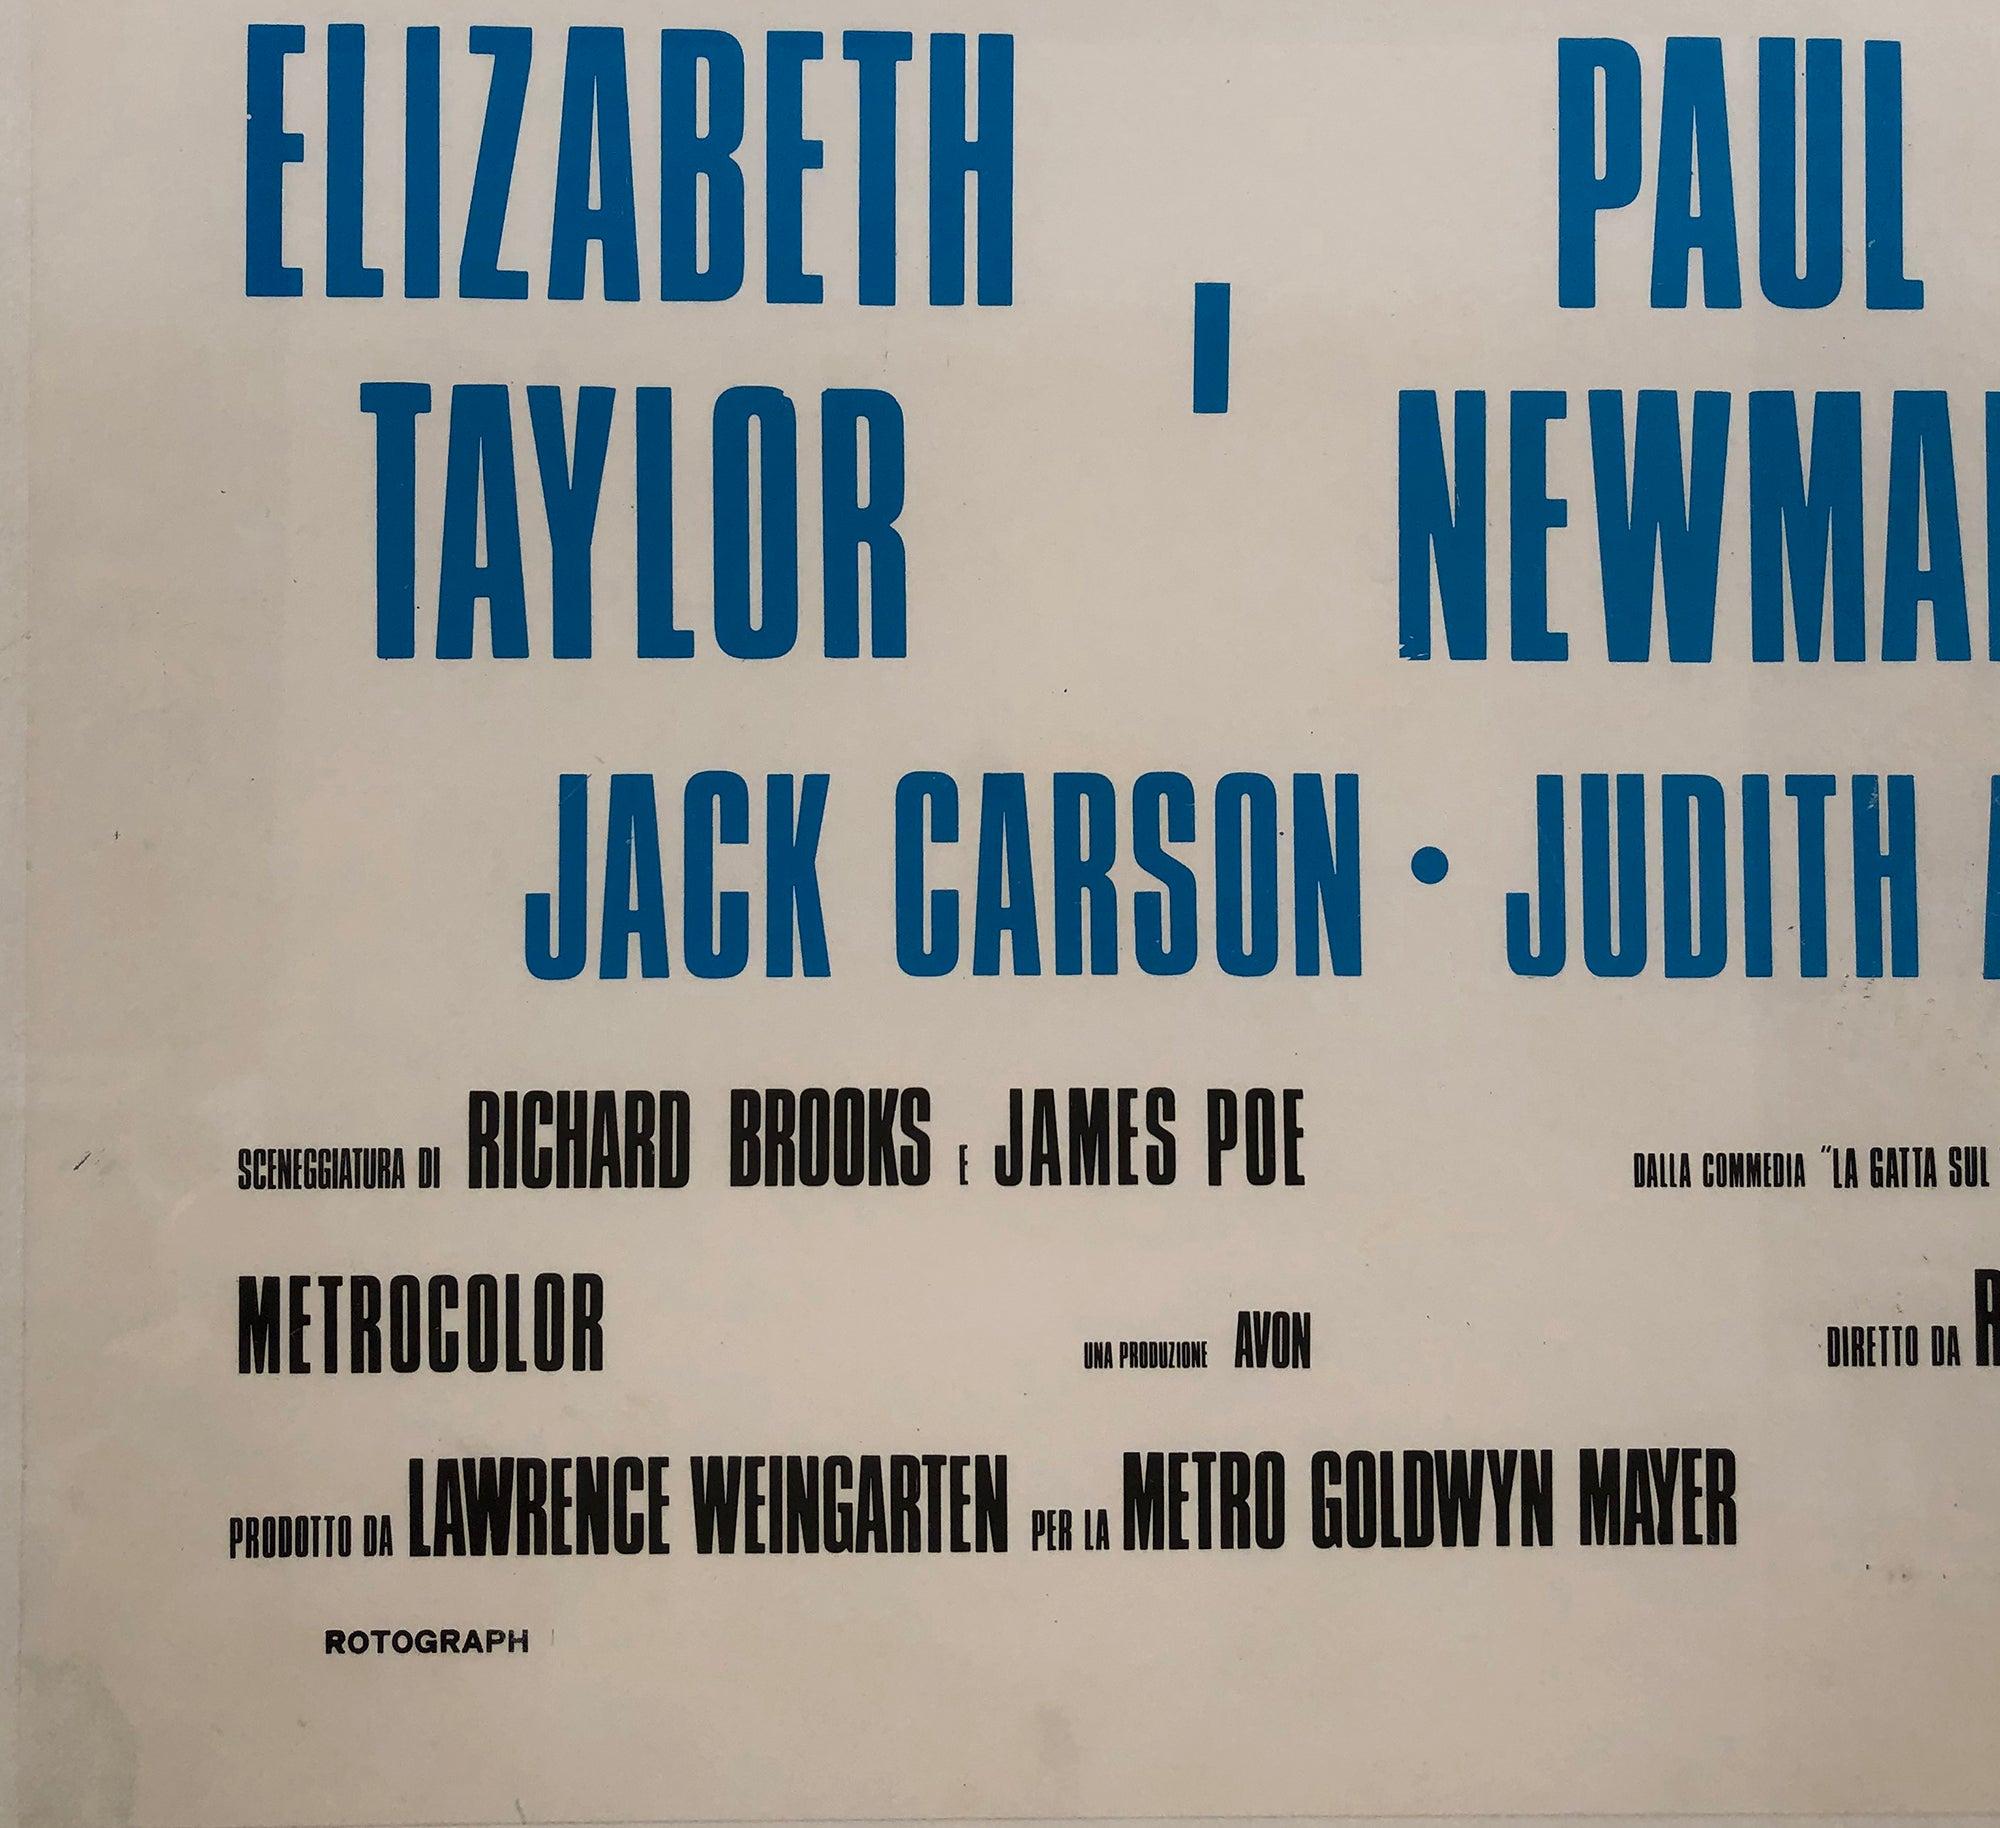 ELIZABETH PAUL
TAYLOR NEWMAN
JACK CARSON • JUDITH A
SCENEGGIATURA DI RICHARD BROOKS E JAMES POE DALLA COMMEDIA "LA GATTA SUL
METROCOLOR UNA PRODUZIONE AVON DIRETTO DA R
PRODOTTO DA LAWRENCE WEINGARTEN PER LA METRO GOLDWYN MAYER
ROTOGRAPH